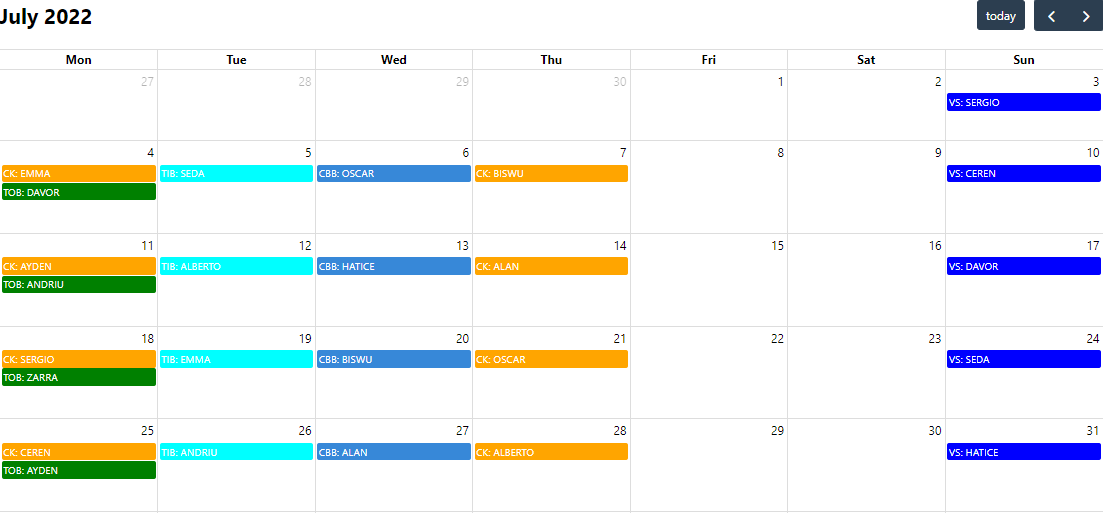 July 2022
today
Mon Tue Wed Thu Fri Sat Sun
27 28 29 30 1 2 3
VS: SERGIO
4 5 6 7 8 9 10
CK: EMMA TIB: SEDA CBB: OSCAR CK: BISWU VS: CEREN
TOB: DAVOR
11 12 13 14 15 16 17
CK: AYDEN TIB: ALBERTO CBB: HATICE CK: ALAN VS: DAVOR
TOB: ANDRIU
18 19 20 21 22 23 24
CK: SERGIO TIB: EMMA CBB: BISWU CK: OSCAR VS: SEDA
TOB: ZARRA
25 26 27 28 29 30 31
CK: CEREN TIB: ANDRIU CBB: ALAN CK: ALBERTO VS: HATICE
TOB: AYDEN